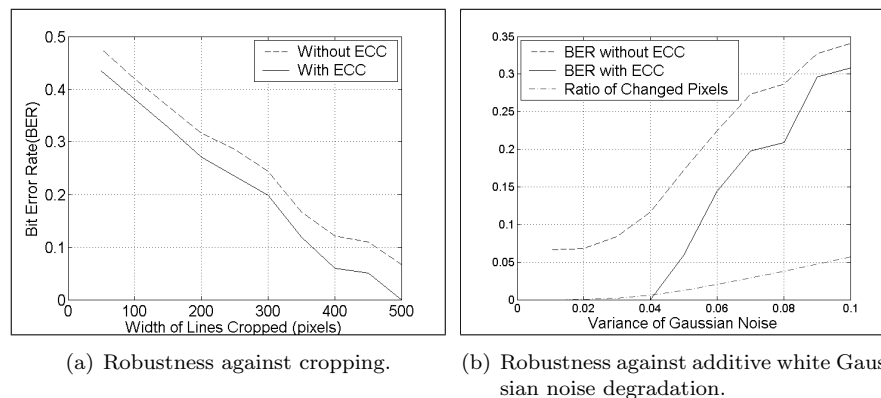 0.5
0.4
0.3
0.2
0.1
0
Bit Error Rate(BER)
Without ECC
With ECC
0 100 200 300 400 500
Width of Lines Cropped (pixels)
(a) Robustness against cropping.
0.35
0.3
0.25
0.2
0.15
0.1
0.05
0
BER without ECC
BER with ECC
Ratio of Changed Pixels
0 0.02 0.04 0.06 0.08 0.1
Variance of Gaussian Noise
(b) Robustness against additive white Gaus
sian noise degradation.